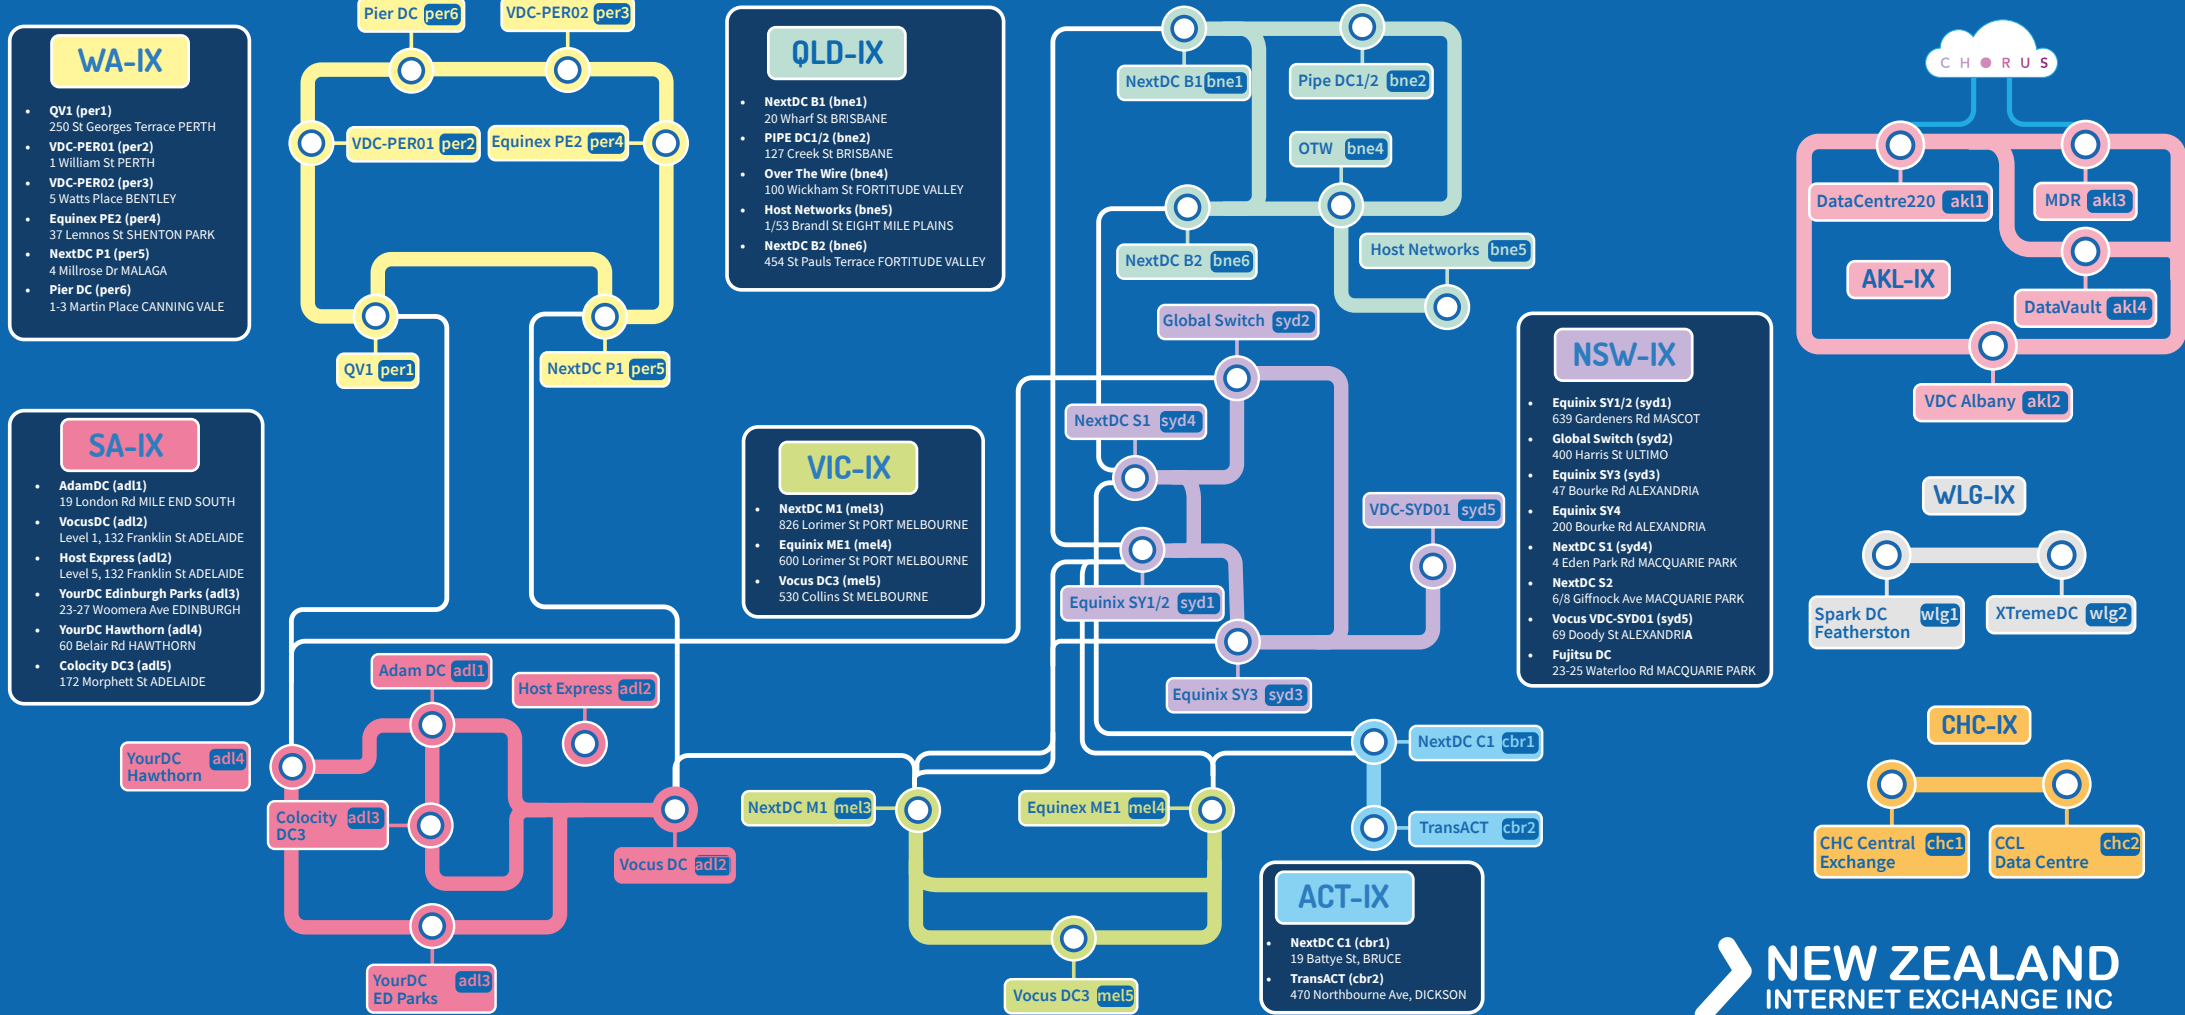 WA-IX
QV1 (per1)
250 St Georges Terrace PERTH
VDC-PER01 (per2)
1 William St PERTH
VDC-PER02 (per3)
5 Watts Place BENTLEY
Equinex PE2 (per4)
37 Lemnos St SHENTON PARK
NextDC P1 (per5)
4 Millrose Dr MALAGA
Pier DC (per6)
1-3 Martin Place CANNING VALE
Pier DC per6
VDC-PER02 per3
VDC-PER01 per2
Equinex PE2 per4
QV1 per1
NextDC P1 per5
QLD-IX
NextDC B1 (bne1)
20 Wharf St BRISBANE
PIPE DC1/2 (bne2)
127 Creek St BRISBANE
Over The Wire (bne4)
100 Wickham St FORTITUDE VALLEY
Host Networks (bne5)
1/53 Brandl St EIGHT MILE PLAINS
NextDC B2 (bne6)
454 St Pauls Terrace FORTITUDE VALLEY
NextDC B1 bne1
Pipe DC1/2 bne2
OTW bne4
NextDC B2 bne6
Host Networks bne5
CHORUS
DataCentre220 akl1
MDR akl3
AKL-IX
DataVault akl4
VDC Albany akl2
SA-IX
AdamDC (adl1)
19 London Rd MILE END SOUTH
VocusDC (adl2)
Level 1, 132 Franklin St ADELAIDE
Host Express (adl2)
Level 5, 132 Franklin St ADELAIDE
YourDC Edinburgh Parks (adl3)
23-27 Woomera Ave EDINBURGH
YourDC Hawthorn (adl4)
60 Belair Rd HAWTHORN
Colocity DC3 (adl5)
172 Morphett St ADELAIDE
Adam DC adl1
Host Express adl2
YourDC adl4
Hawthorn
Colocity adl3
DC3
Vocus DC adl2
YourDC adl3
ED Parks
VIC-IX
NextDC M1 (mel3)
826 Lorimer St PORT MELBOURNE
Equinix ME1 (mel4)
600 Lorimer St PORT MELBOURNE
Vocus DC3 (mel5)
530 Collins St MELBOURNE
NextDC M1 mel3
Equinex ME1 mel4
Vocus DC3 mel5
Global Switch syd2
NextDC S1 syd4
VDC-SYD01 syd5
Equinix SY1/2 syd1
Equinix SY3 syd3
NSW-IX
Equinix SY1/2 (syd1)
639 Gardeners Rd MASCOT
Global Switch (syd2)
400 Harris St ULTIMO
Equinix SY3 (syd3)
47 Bourke Rd ALEXANDRIA
Equinix SY4
200 Bourke Rd ALEXANDRIA
NextDC S1 (syd4)
4 Eden Park Rd MACQUARIE PARK
NextDC S2
6/8 Giffnock Ave MACQUARIE PARK
Vocus VDC-SYD01 (syd5)
69 Doody St ALEXANDRIA
Fujitsu DC
23-25 Waterloo Rd MACQUARIE PARK
NextDC C1 cbr1
TransACT cbr2
ACT-IX
NextDC C1 (cbr1)
19 Battye St, BRUCE
TransACT (cbr2)
470 Northbourne Ave, DICKSON
WLG-IX
Spark DC wlg1
Featherston
XTremeDC wlg2
CHC-IX
CHC Central chc1
Exchange
CCL chc2
Data Centre
NEW ZEALAND
INTERNET EXCHANGE INC